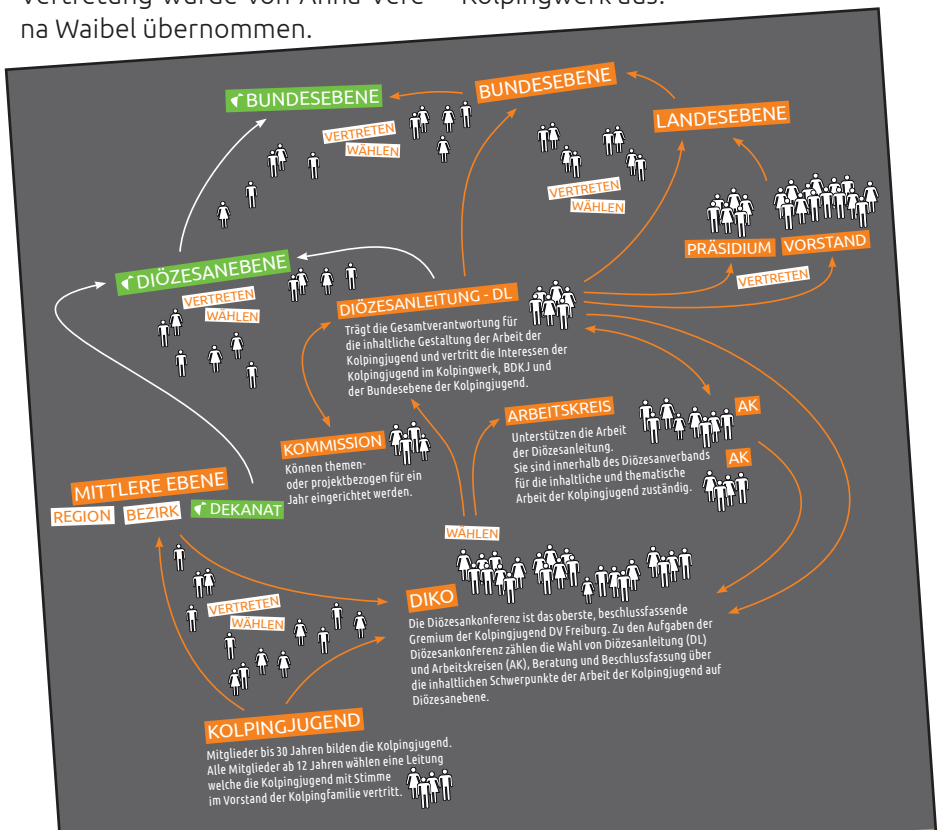 Vertretung wurde von Anna Vere-
na Waibel übernommen.
Kolpingwerk aus.
BUNDESEBENE
BUNDESEBENE
LANDESEBENE
VERTRETEN
WÄHLEN
VERTRETEN
WÄHLEN
PRÄSIDIUM
VORSTAND
VERTRETEN
DIÖZESANEBENE
VERTRETEN
WÄHLEN
DIÖZESANLEITUNG - DL
Trägt die Gesamtverantwortung für
die inhaltliche Gestaltung der Arbeit der
Kolpingjugend und vertritt die Interessen der
Kolpingjugend im Kolpingwerk, BDKJ und
der Bundesebene der Kolpingjugend.
KOMMISSION
Können themen-
oder projektbezogen für ein
Jahr eingerichtet werden.
ARBEITSKREIS
Unterstützen die Arbeit
der Diözesanleitung.
Sie sind innerhalb des Diözesanverbands
für die inhaltliche und thematische
Arbeit der Kolpingjugend zuständig.
AK
AK
MITTLERE EBENE
REGION
BEZIRK
DEKANAT
WÄHLEN
VERTRETEN
WÄHLEN
DIKO
Die Diözesankonferenz ist das oberste, beschlussfassende
Gremium der Kolpingjugend DV Freiburg. Zu den Aufgaben der
Diözesankonferenz zählen die Wahl von Diözesanleitung (DL)
und Arbeitskreisen (AK), Beratung und Beschlussfassung über
die inhaltlichen Schwerpunkte der Arbeit der Kolpingjugend auf
Diözesanebene.
KOLPINGJUGEND
Mitglieder bis 30 Jahren bilden die Kolpingjugend.
Alle Mitglieder ab 12 Jahren wählen eine Leitung
welche die Kolpingjugend mit Stimme
im Vorstand der Kolpingfamilie vertritt.